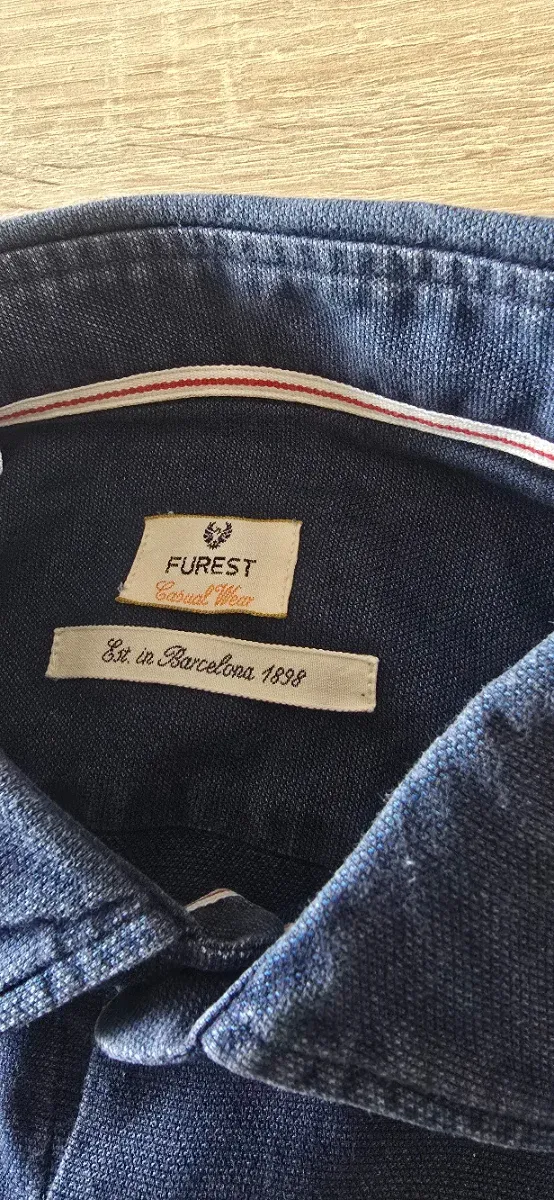 FUREST
Casual Wear
Est. in Barcelona 1898